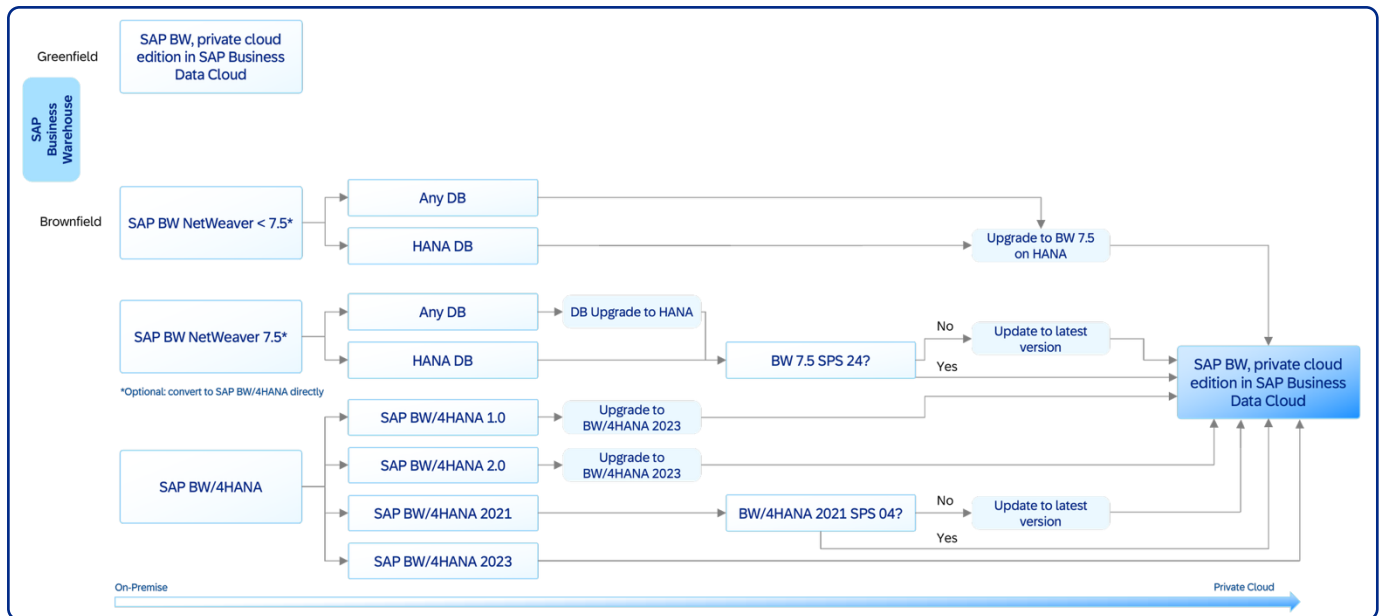 Greenfield
SAP BW, private cloud
edition in SAP Business
Data Cloud
SAP
Business
Warehouse
Brownfield
SAP BW NetWeaver < 7.5*
Any DB
HANA DB
Upgrade to BW 7.5
on HANA
SAP BW NetWeaver 7.5*
Any DB
DB Upgrade to HANA
HANA DB
BW 7.5 SPS 24?
No
Update to latest
version
Yes
SAP BW, private cloud
edition in SAP Business
Data Cloud
*Optional: convert to SAP BW/4HANA directly
SAP BW/4HANA
SAP BW/4HANA 1.0
Upgrade to
BW/4HANA 2023
SAP BW/4HANA 2.0
Upgrade to
BW/4HANA 2023
SAP BW/4HANA 2021
BW/4HANA 2021 SPS 04?
No
Update to latest
version
Yes
SAP BW/4HANA 2023
On-Premise
Private Cloud